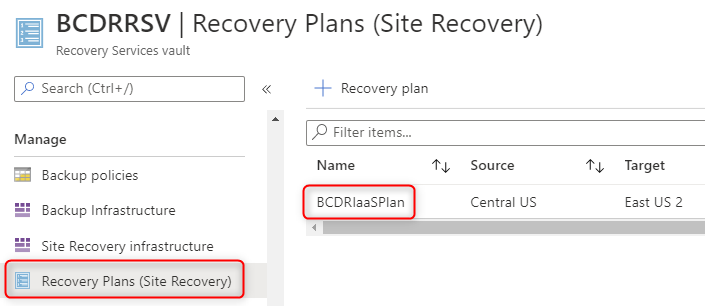 BCDRRSV | Recovery Plans (Site Recovery)
Recovery Services vault
Search (Ctrl+/)
«
Manage
Backup policies
Backup Infrastructure
Site Recovery infrastructure
Recovery Plans (Site Recovery)
+ Recovery plan
Filter items...
Name ↑↓ Source ↑↓ Target
BCDRIaaSPlan Central US East US 2